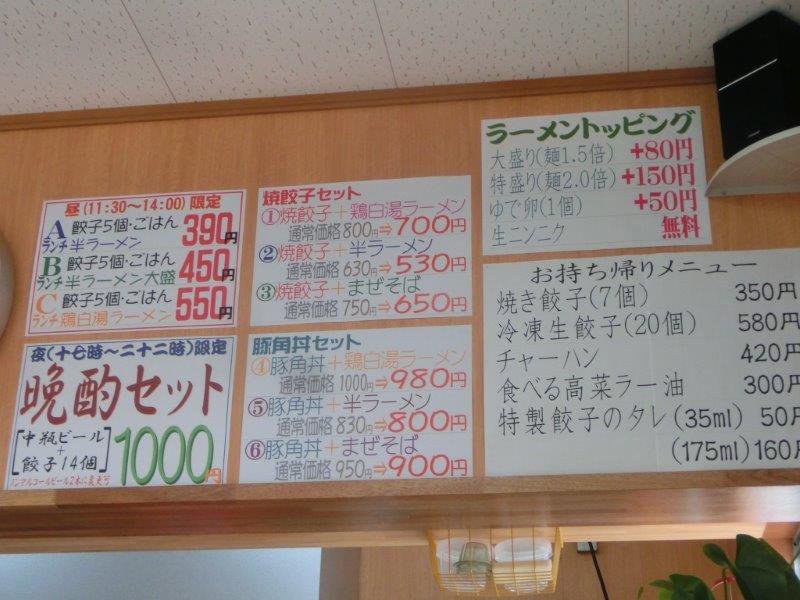 昼(11:30〜14:00)限定
A 餃子5個・ごはん
ランチ 半ラーメン 390円
B 餃子5個・ごはん
ランチ 半ラーメン大盛 450円
C 餃子5個・ごはん
ランチ 鶏白湯ラーメン 550円
夜(十七時〜二十二時)限定
晩酌セット
[中瓶ビール
+
餃子14個] 1000円
ノンアルコールビール2本に変更可
焼餃子セット
①焼餃子+鶏白湯ラーメン
通常価格800円⇒700円
②焼餃子+半ラーメン
通常価格630円⇒530円
③焼餃子+まぜそば
通常価格750円⇒650円
豚角丼セット
④豚角丼+鶏白湯ラーメン
通常価格1000円⇒980円
⑤豚角丼+半ラーメン
通常価格830円⇒800円
⑥豚角丼+まぜそば
通常価格950円⇒900円
ラーメントッピング
大盛り(麺1.5倍) +80円
特盛り(麺2.0倍) +150円
ゆで卵(1個) +50円
生ニンニク 無料
お持ち帰りメニュー
焼き餃子(7個) 350円
冷凍生餃子(20個) 580円
チャーハン 420円
食べる高菜ラー油 300円
特製餃子のタレ(35ml) 50円
(175ml) 160円